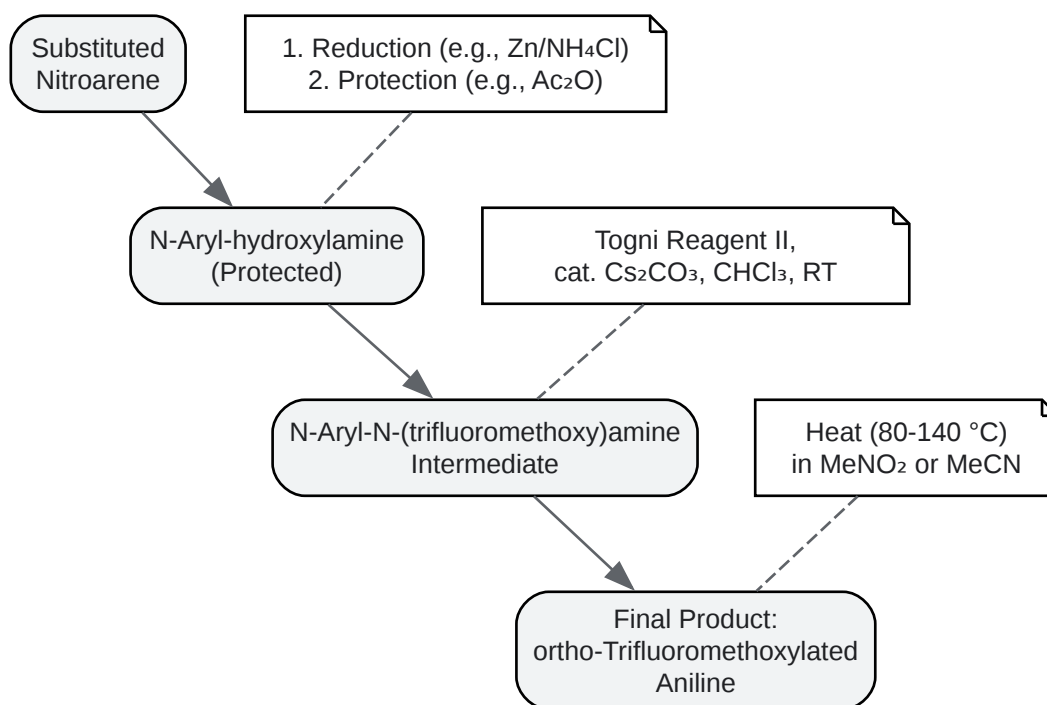 Substituted
Nitroarene
1. Reduction (e.g., Zn/NH₄Cl)
2. Protection (e.g., Ac₂O)
N-Aryl-hydroxylamine
(Protected)
Togni Reagent II,
cat. Cs₂CO₃, CHCl₃, RT
N-Aryl-N-(trifluoromethoxy)amine
Intermediate
Heat (80-140 °C)
in MeNO₂ or MeCN
Final Product:
ortho-Trifluoromethoxylated
Aniline